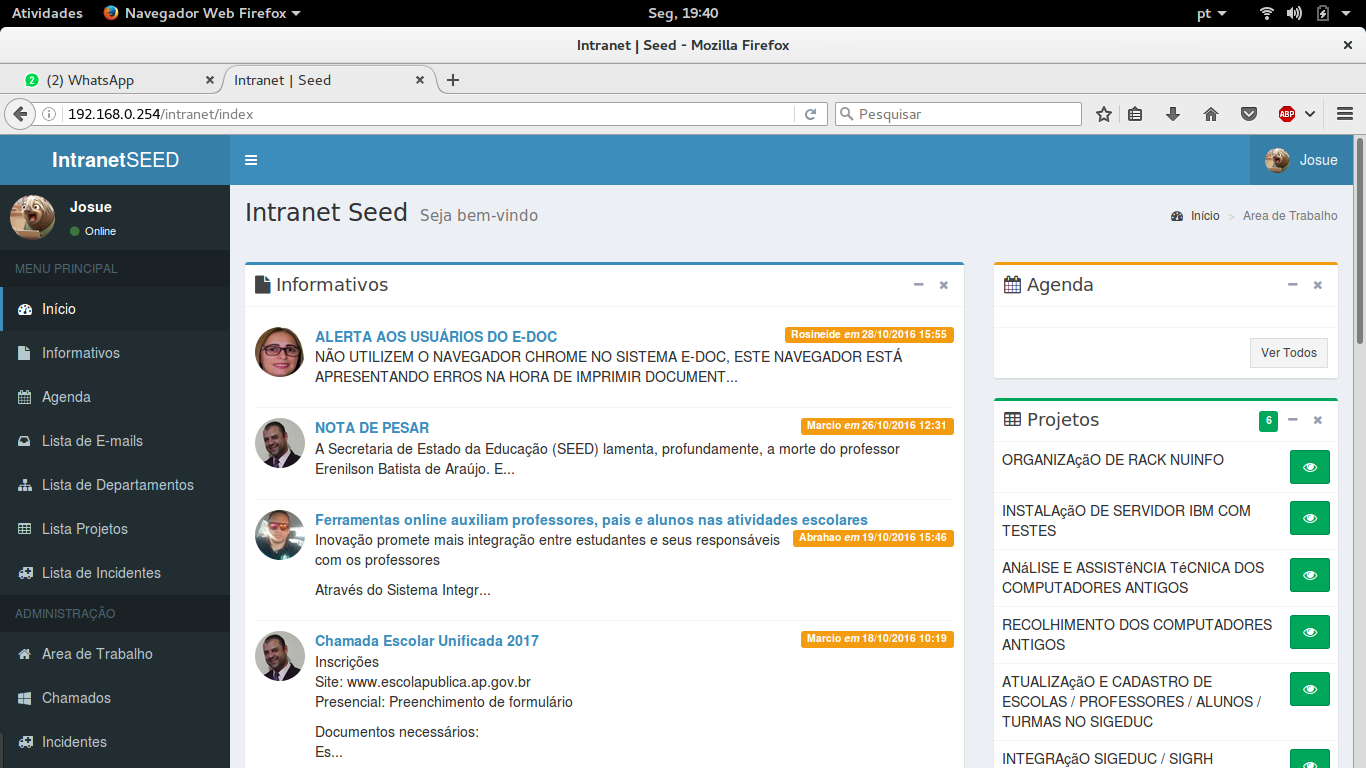 Atividades Navegador Web Firefox Seg, 19:40 pt
Intranet | Seed - Mozilla Firefox
2 (2) WhatsApp Intranet | Seed
192.168.0.254/intranet/index Pesquisar ABP
IntranetSEED Josue
Josue
Online
MENU PRINCIPAL
Início
Informativos
Agenda
Lista de E-mails
Lista de Departamentos
Lista Projetos
Lista de Incidentes
ADMINISTRAÇÃO
Area de Trabalho
Chamados
Incidentes
Intranet Seed Seja bem-vindo
Início > Area de Trabalho
Informativos
ALERTA AOS USUÁRIOS DO E-DOC Rosineide em 28/10/2016 15:55
NÃO UTILIZEM O NAVEGADOR CHROME NO SISTEMA E-DOC, ESTE NAVEGADOR ESTÁ
APRESENTANDO ERROS NA HORA DE IMPRIMIR DOCUMENT...
NOTA DE PESAR Marcio em 26/10/2016 12:31
A Secretaria de Estado da Educação (SEED) lamenta, profundamente, a morte do professor
Erenilson Batista de Araújo. E...
Ferramentas online auxiliam professores, pais e alunos nas atividades escolares
Inovação promete mais integração entre estudantes e seus responsáveis Abrahao em 19/10/2016 15:46
com os professores
Através do Sistema Integr...
Chamada Escolar Unificada 2017 Marcio em 18/10/2016 10:19
Inscrições
Site: www.escolapublica.ap.gov.br
Presencial: Preenchimento de formulário
Documentos necessários:
Es...
Agenda
Ver Todos
Projetos 6
ORGANIZAçãO DE RACK NUINFO
INSTALAçãO DE SERVIDOR IBM COM
TESTES
ANáLISE E ASSISTêNCIA TéCNICA DOS
COMPUTADORES ANTIGOS
RECOLHIMENTO DOS COMPUTADORES
ANTIGOS
ATUALIZAçãO E CADASTRO DE
ESCOLAS / PROFESSORES / ALUNOS /
TURMAS NO SIGEDUC
INTEGRAçãO SIGEDUC / SIGRH